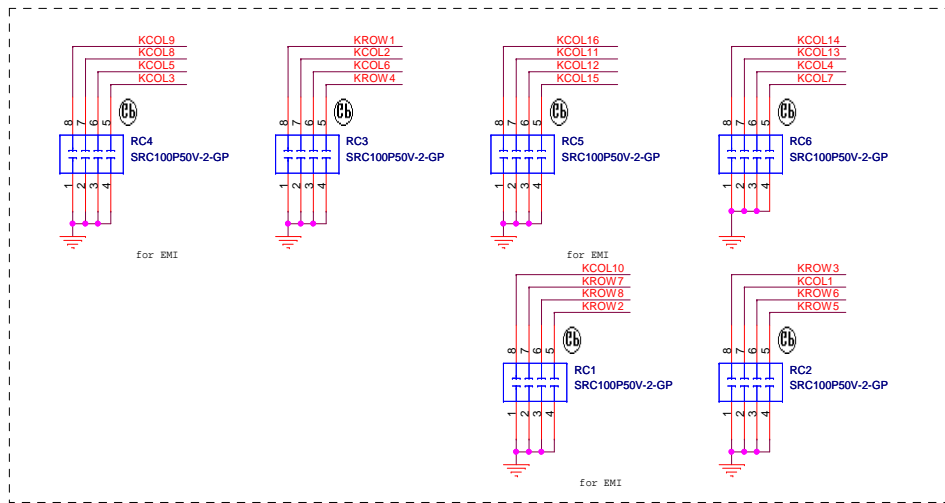 KCOL9
KCOL8
KCOL5
KCOL3
8 7 6 5
RC4
SRC100P50V-2-GP
1 2 3 4
for EMI
KROW1
KCOL2
KCOL6
KROW4
8 7 6 5
RC3
SRC100P50V-2-GP
1 2 3 4
KCOL16
KCOL11
KCOL12
KCOL15
8 7 6 5
RC5
SRC100P50V-2-GP
1 2 3 4
for EMI
KCOL14
KCOL13
KCOL4
KCOL7
8 7 6 5
RC6
SRC100P50V-2-GP
1 2 3 4
KCOL10
KROW7
KROW8
KROW2
8 7 6 5
RC1
SRC100P50V-2-GP
1 2 3 4
for EMI
KROW3
KCOL1
KROW6
KROW5
8 7 6 5
RC2
SRC100P50V-2-GP
1 2 3 4